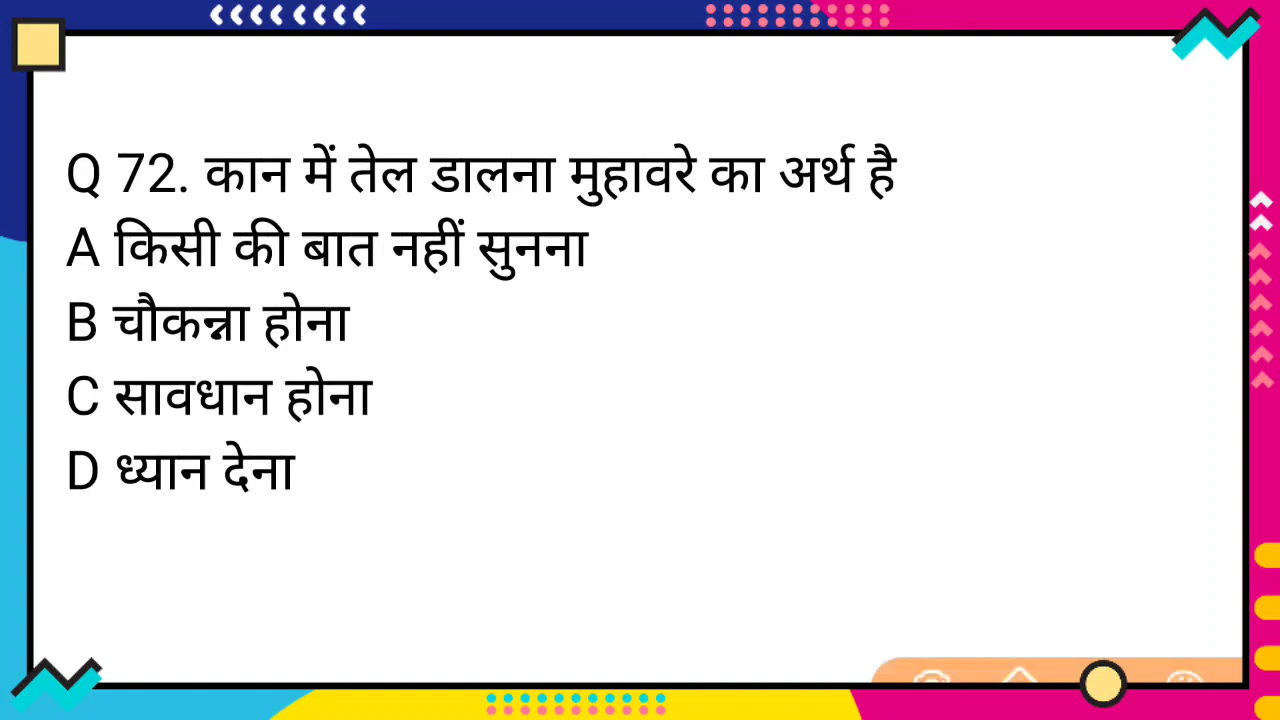 Q 72. कान में तेल डालना मुहावरे का अर्थ है
A किसी की बात नहीं सुनना
B चौकन्ना होना
C सावधान होना
D ध्यान देना